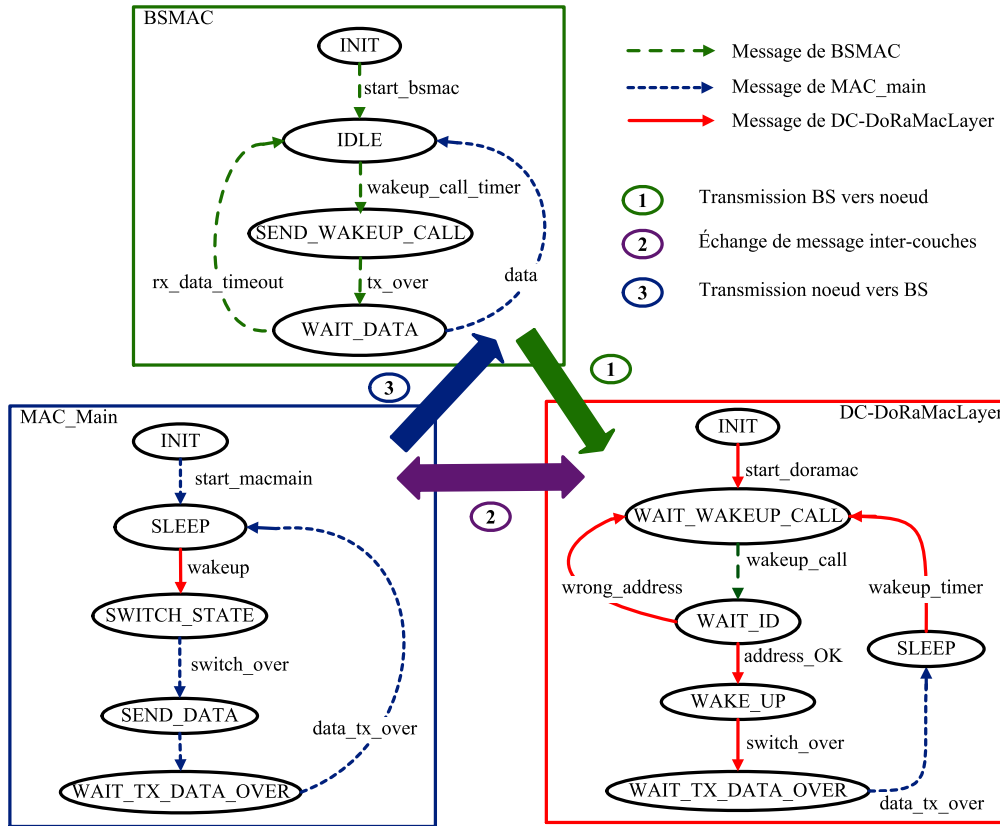 BSMAC
INIT
start_bsmac
IDLE
wakeup_call_timer
SEND_WAKEUP_CALL
rx_data_timeout
tx_over
data
WAIT_DATA
Message de BSMAC
Message de MAC_main
Message de DC-DoRaMacLayer
1 Transmission BS vers noeud
2 Échange de message inter-couches
3 Transmission noeud vers BS
3
1
2
MAC_Main
INIT
start_macmain
SLEEP
wakeup
SWITCH_STATE
switch_over
SEND_DATA
data_tx_over
WAIT_TX_DATA_OVER
DC-DoRaMacLayer
INIT
start_doramac
WAIT_WAKEUP_CALL
wakeup_call
wrong_address
wakeup_timer
WAIT_ID
SLEEP
address_OK
WAKE_UP
switch_over
WAIT_TX_DATA_OVER
data_tx_over